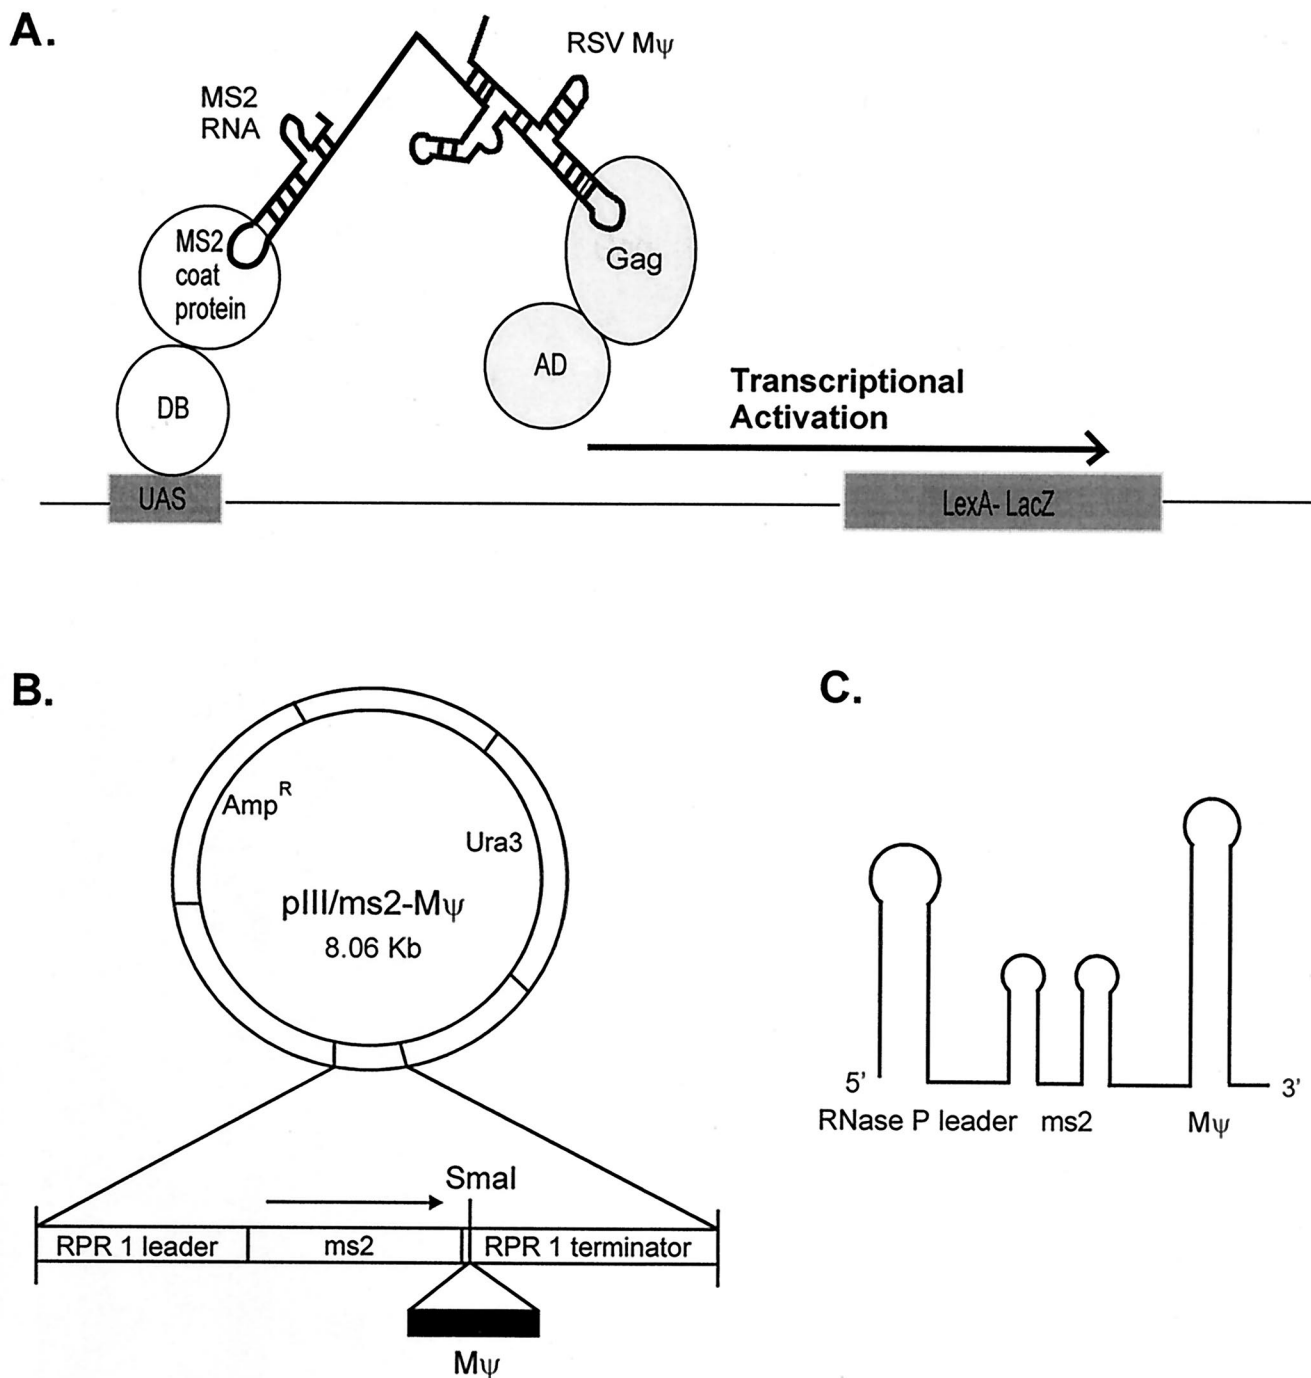 A.
RSV Mψ
MS2
RNA
MS2
coat
protein
Gag
AD
DB
Transcriptional
Activation
UAS
LexA- LacZ
B.
C.
Amp^R
Ura3
pIII/ms2-Mψ
8.06 Kb
5’
3’
RNase P leader
ms2
Mψ
SmaI
RPR 1 leader
ms2
RPR 1 terminator
Mψ